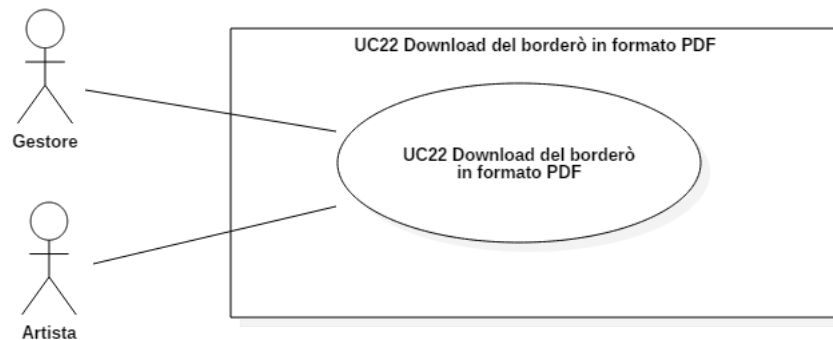 UC22 Download del borderò in formato PDF
Gestore
UC22 Download del borderò
in formato PDF
Artista